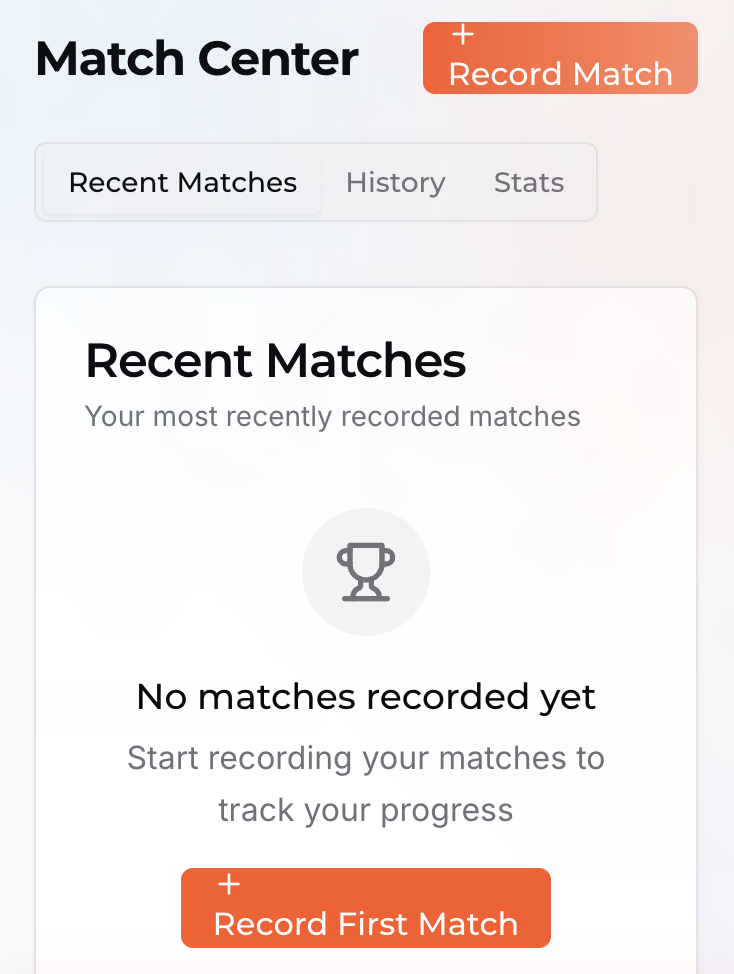 Match Center
+
Record Match
Recent Matches
History
Stats
Recent Matches
Your most recently recorded matches
No matches recorded yet
Start recording your matches to
track your progress
+
Record First Match